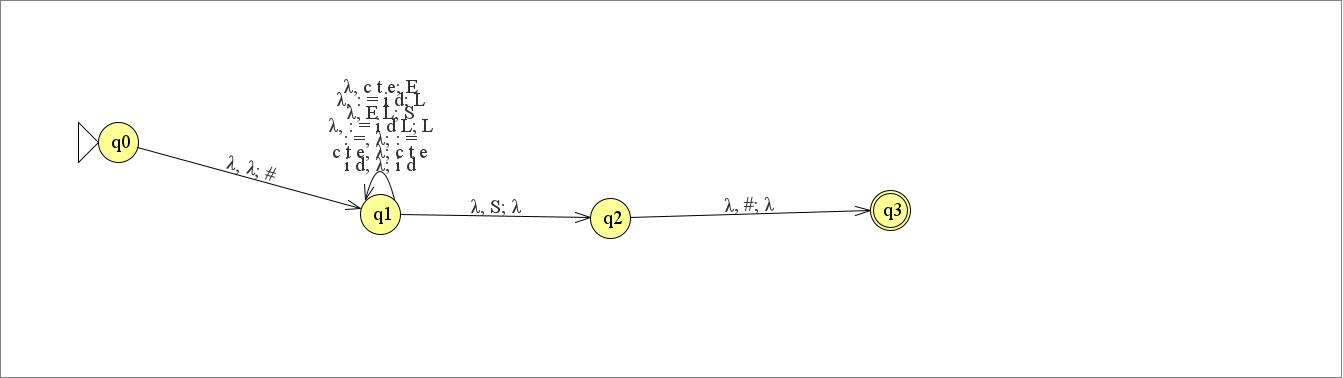 λ, c t e; E
λ, : = i d; L
λ, E L; S
λ, : = i d L; L
: =, λ; : =
c t e, λ; c t e
i d, λ; i d
q0
λ, λ; #
q1
λ, S; λ
q2
λ, #; λ
q3